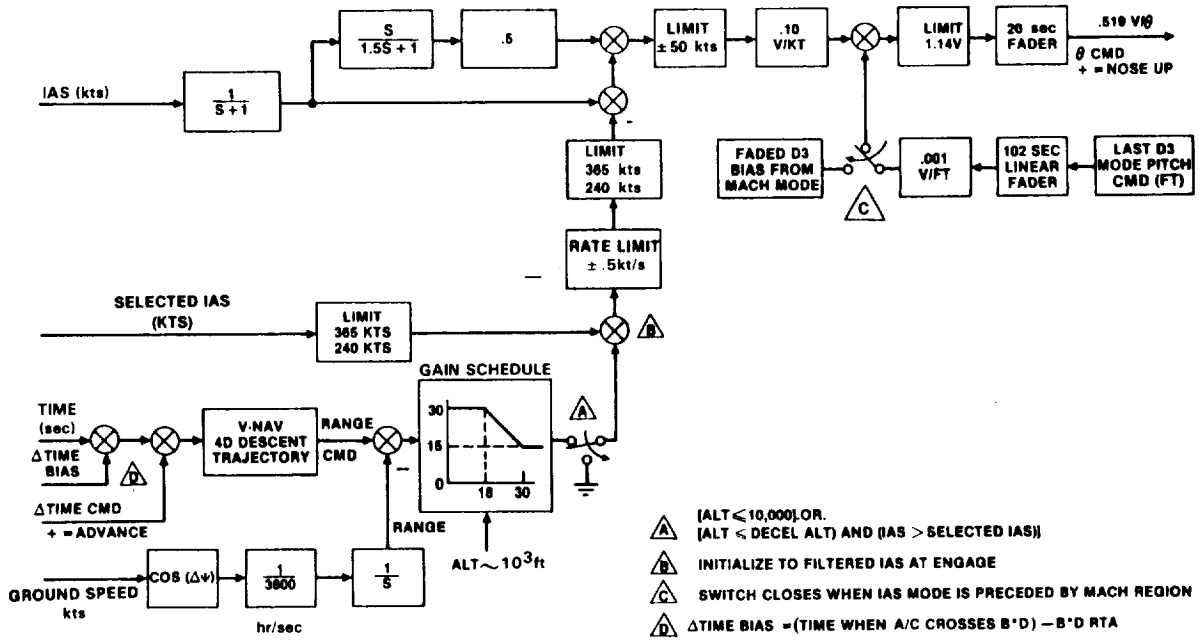 S
1.5S + 1
.5
LIMIT
± 50 kts
.10
V/KT
LIMIT
1.14V
20 sec
FADER
.519 V/θ
θ CMD
+ = NOSE UP
IAS (kts)
1
S + 1
-
LIMIT
365 kts
240 kts
FADED D3
BIAS FROM
MACH MODE
C
.001
V/FT
102 SEC
LINEAR
FADER
LAST D3
MODE PITCH
CMD (FT)
RATE LIMIT
± .5kt/s
—
SELECTED IAS
(KTS)
LIMIT
365 KTS
240 KTS
B
GAIN SCHEDULE
30
15
0
18
30
A
TIME
(sec)
Δ TIME
BIAS
D
V-NAV
4D DESCENT
TRAJECTORY
RANGE
CMD
—
ΔTIME CMD
+ = ADVANCE
RANGE
ALT ~ 10³ft
GROUND SPEED
kts
COS (Δψ)
1
3600
hr/sec
1
S
A [ALT ⩽ 10,000].OR.
[ALT ⩽ DECEL ALT) AND (IAS > SELECTED IAS)]
B INITIALIZE TO FILTERED IAS AT ENGAGE
C SWITCH CLOSES WHEN IAS MODE IS PRECEDED BY MACH REGION
D ΔTIME BIAS = (TIME WHEN A/C CROSSES B*D) — B*D RTA